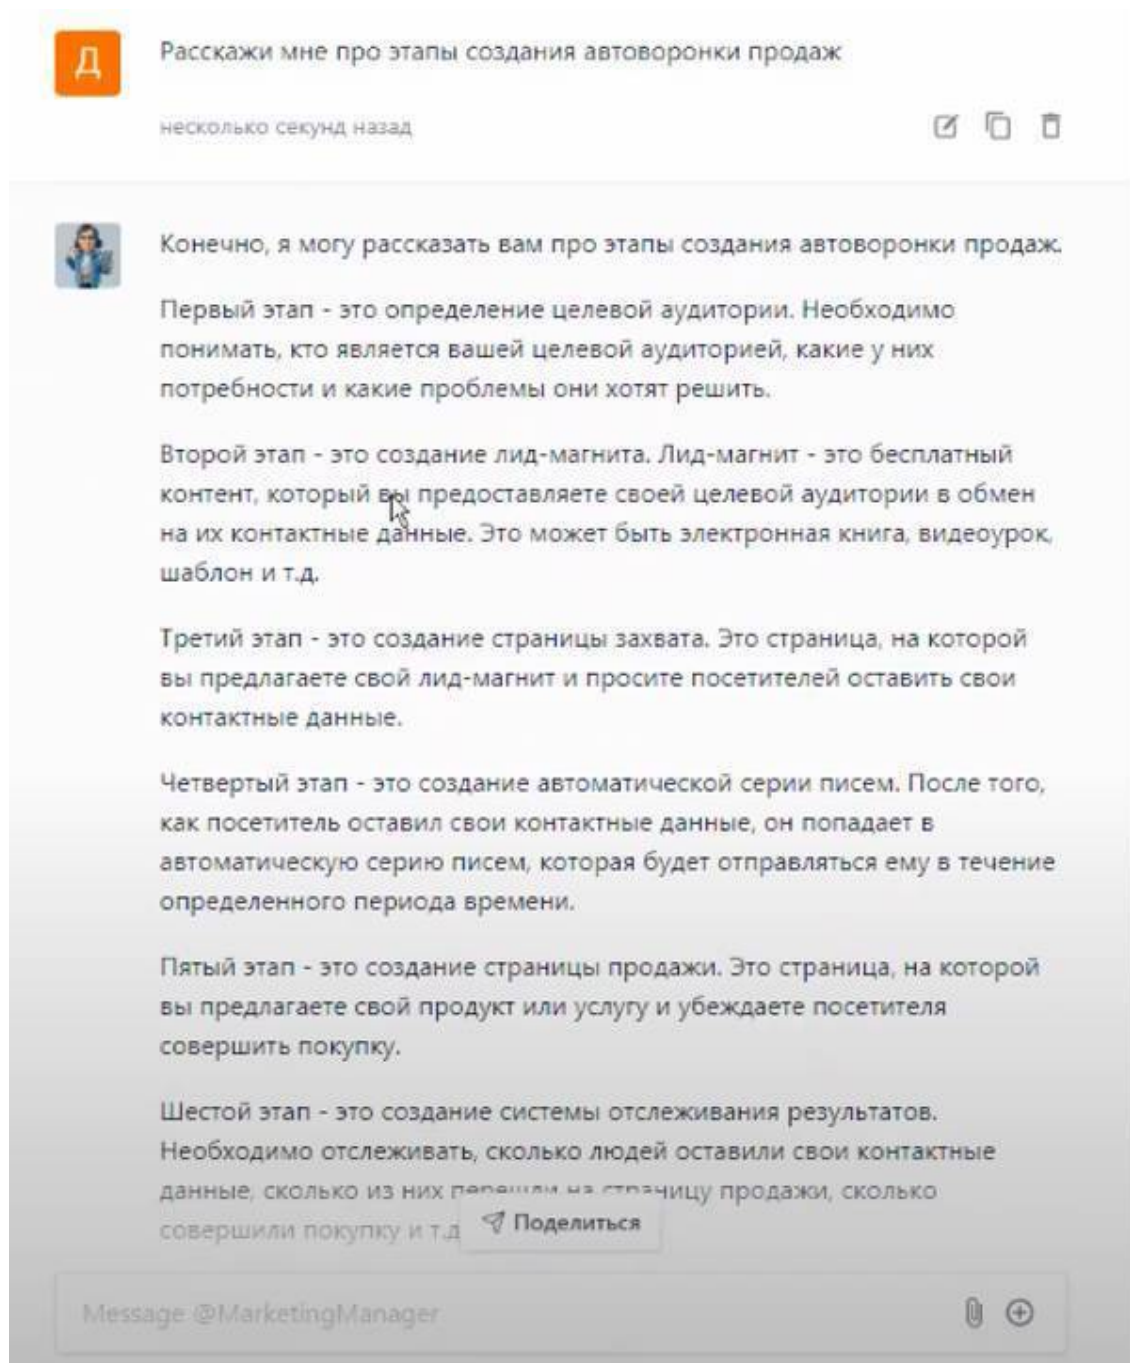 Д
Расскажи мне про этапы создания автоворонки продаж
несколько секунд назад
Конечно, я могу рассказать вам про этапы создания автоворонки продаж.
Первый этап - это определение целевой аудитории. Необходимо
понимать, кто является вашей целевой аудиторией, какие у них
потребности и какие проблемы они хотят решить.
Второй этап - это создание лид-магнита. Лид-магнит - это бесплатный
контент, который вы предоставляете своей целевой аудитории в обмен
на их контактные данные. Это может быть электронная книга, видеоурок,
шаблон и т.д.
Третий этап - это создание страницы захвата. Это страница, на которой
вы предлагаете свой лид-магнит и просите посетителей оставить свои
контактные данные.
Четвертый этап - это создание автоматической серии писем. После того,
как посетитель оставил свои контактные данные, он попадает в
автоматическую серию писем, которая будет отправляться ему в течение
определенного периода времени.
Пятый этап - это создание страницы продажи. Это страница, на которой
вы предлагаете свой продукт или услугу и убеждаете посетителя
совершить покупку.
Шестой этап - это создание системы отслеживания результатов.
Необходимо отслеживать, сколько людей оставили свои контактные
данные, сколько из них перешли на страницу продажи, сколько
совершили покупку и т.д
Поделиться
Message @MarketingManager